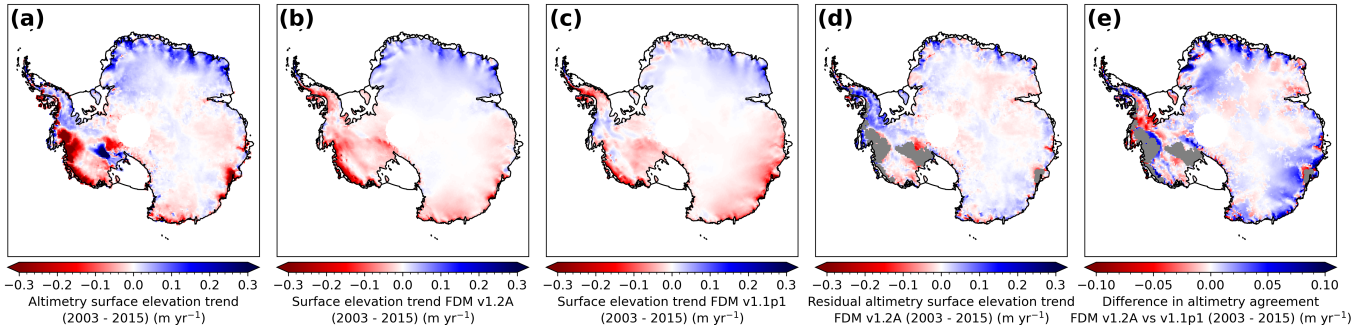 (a) (b) (c) (d) (e)
−0.3 −0.2 −0.1 0.0 0.1 0.2 0.3
Altimetry surface elevation trend
(2003 - 2015) (m yr⁻¹)
−0.3 −0.2 −0.1 0.0 0.1 0.2 0.3
Surface elevation trend FDM v1.2A
(2003 - 2015) (m yr⁻¹)
−0.3 −0.2 −0.1 0.0 0.1 0.2 0.3
Surface elevation trend FDM v1.1p1
(2003 - 2015) (m yr⁻¹)
−0.3 −0.2 −0.1 0.0 0.1 0.2 0.3
Residual altimetry surface elevation trend
FDM v1.2A (2003 - 2015) (m yr⁻¹)
−0.10 −0.05 0.00 0.05 0.10
Difference in altimetry agreement
FDM v1.2A vs v1.1p1 (2003 - 2015) (m yr⁻¹)